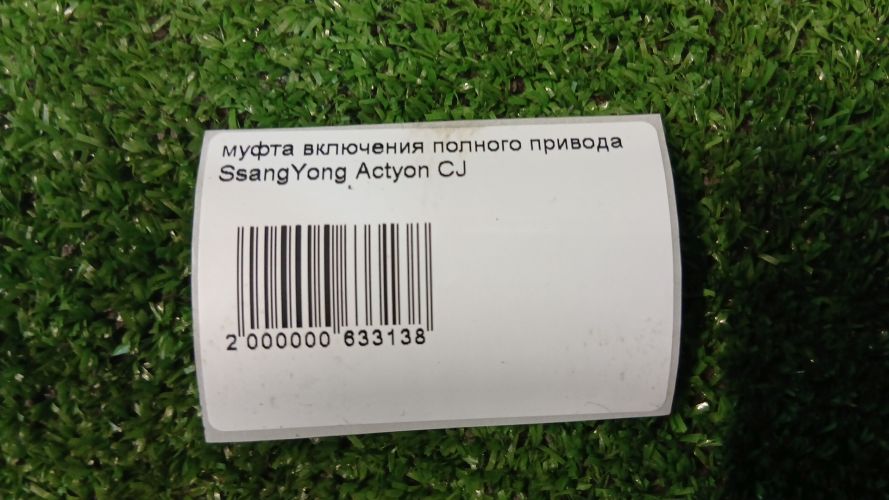 муфта включения полного привода
SsangYong Actyon CJ
2 000000 633138